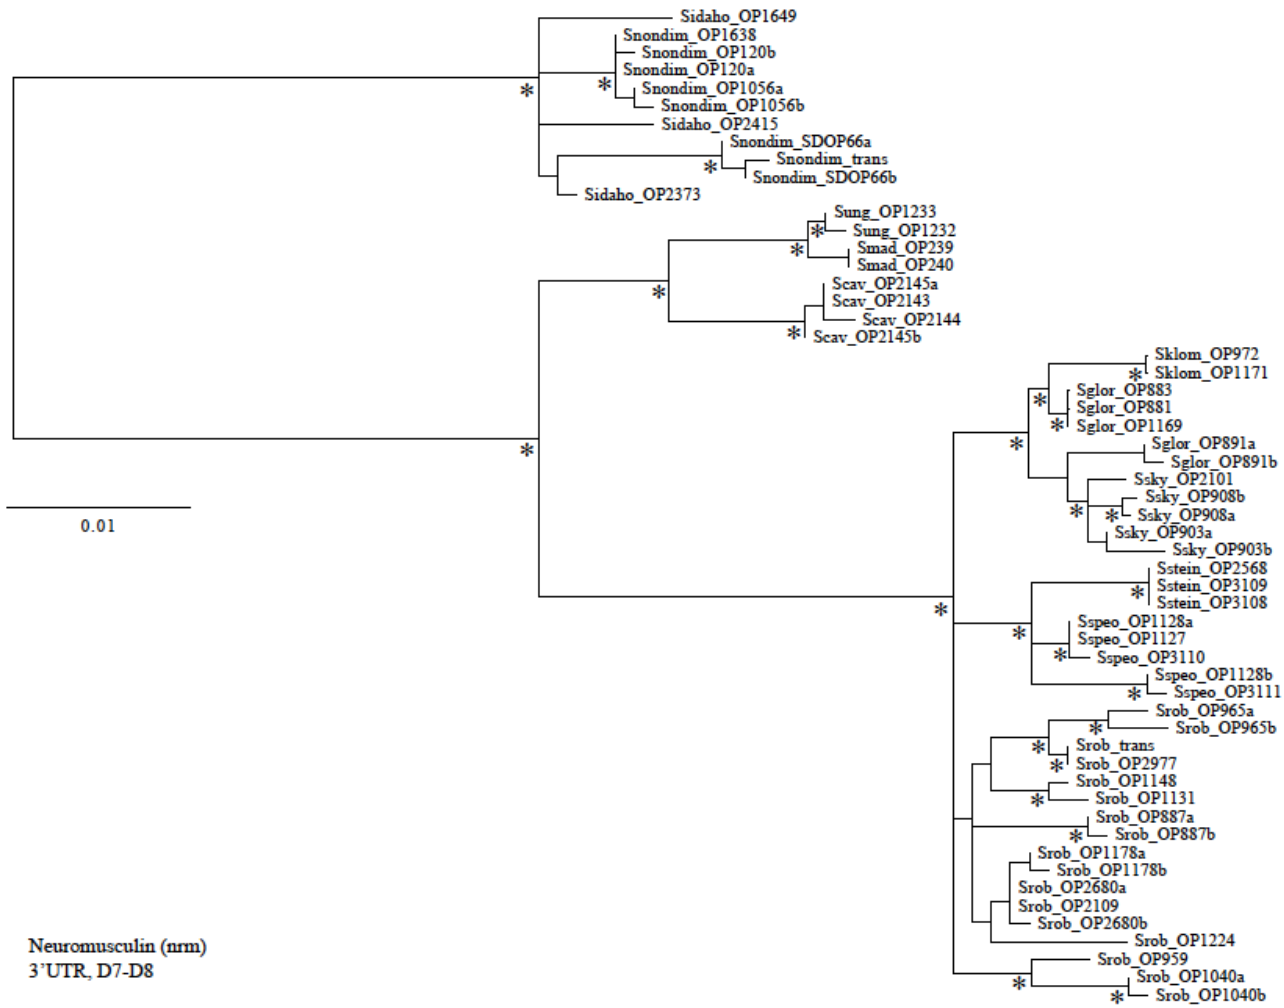 Sidaho_OP1649
Snondim_OP1638
Snondim_OP120b
Snondim_OP120a
Snondim_OP1056a
Snondim_OP1056b
Sidaho_OP2415
Snondim_SDOP66a
Snondim_trans
Snondim_SDOP66b
Sidaho_OP2373
Sung_OP1233
Sung_OP1232
Smad_OP239
Smad_OP240
Scav_OP2145a
Scav_OP2143
Scav_OP2144
Scav_OP2145b
Sklom_OP972
Sklom_OP1171
Sglor_OP883
Sglor_OP881
Sglor_OP1169
Sglor_OP891a
Sglor_OP891b
Ssky_OP2101
Ssky_OP908b
Ssky_OP908a
Ssky_OP903a
Ssky_OP903b
Sstein_OP2568
Sstein_OP3109
Sstein_OP3108
Sspeo_OP1128a
Sspeo_OP1127
Sspeo_OP3110
Sspeo_OP1128b
Sspeo_OP3111
Srob_OP965a
Srob_OP965b
Srob_trans
Srob_OP2977
Srob_OP1148
Srob_OP1131
Srob_OP887a
Srob_OP887b
Srob_OP1178a
Srob_OP1178b
Srob_OP2680a
Srob_OP2109
Srob_OP2680b
Srob_OP1224
Srob_OP959
Srob_OP1040a
Srob_OP1040b
0.01
Neuromusculin (nrm)
3’UTR, D7-D8